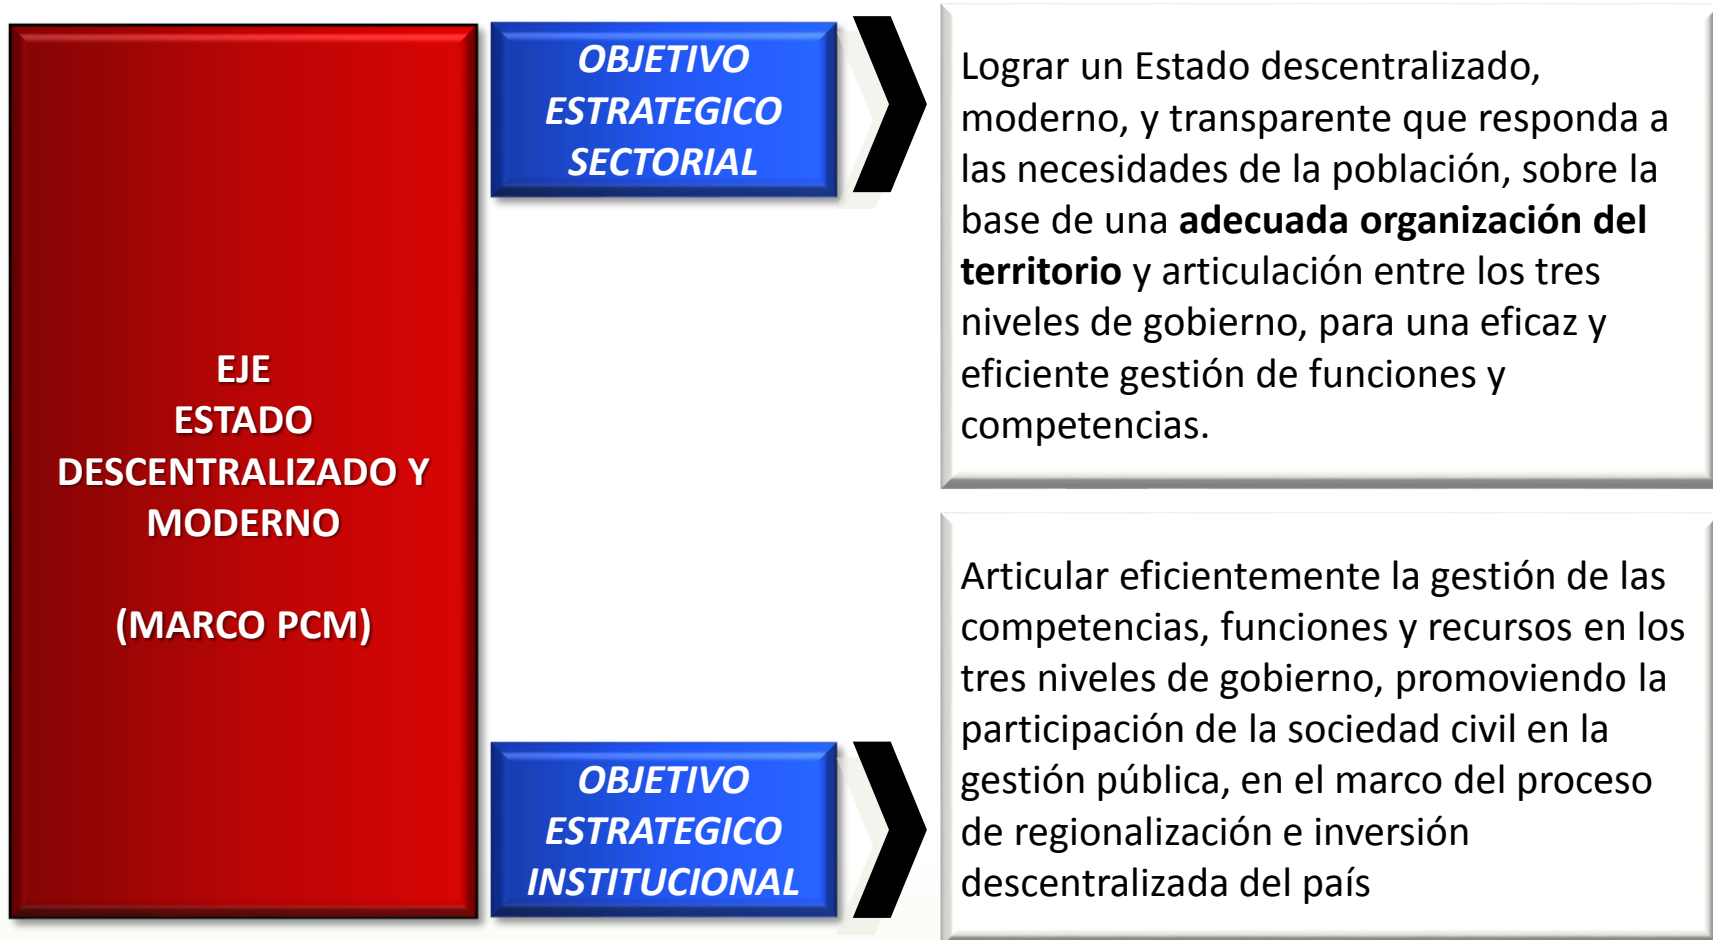 EJE
ESTADO
DESCENTRALIZADO Y
MODERNO
(MARCO PCM)
OBJETIVO
ESTRATEGICO
SECTORIAL
Lograr un Estado descentralizado,
moderno, y transparente que responda a
las necesidades de la población, sobre la
base de una adecuada organización del
territorio y articulación entre los tres
niveles de gobierno, para una eficaz y
eficiente gestión de funciones y
competencias.
OBJETIVO
ESTRATEGICO
INSTITUCIONAL
Articular eficientemente la gestión de las
competencias, funciones y recursos en los
tres niveles de gobierno, promoviendo la
participación de la sociedad civil en la
gestión pública, en el marco del proceso
de regionalización e inversión
descentralizada del país